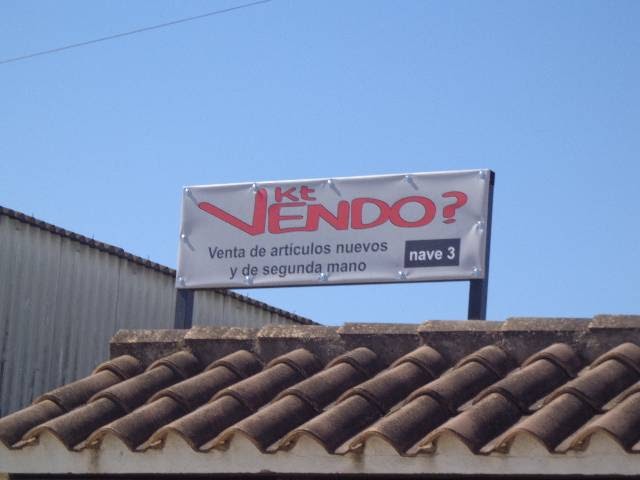 Kt
VENDO?
Venta de artículos nuevos
y de segunda mano
nave 3